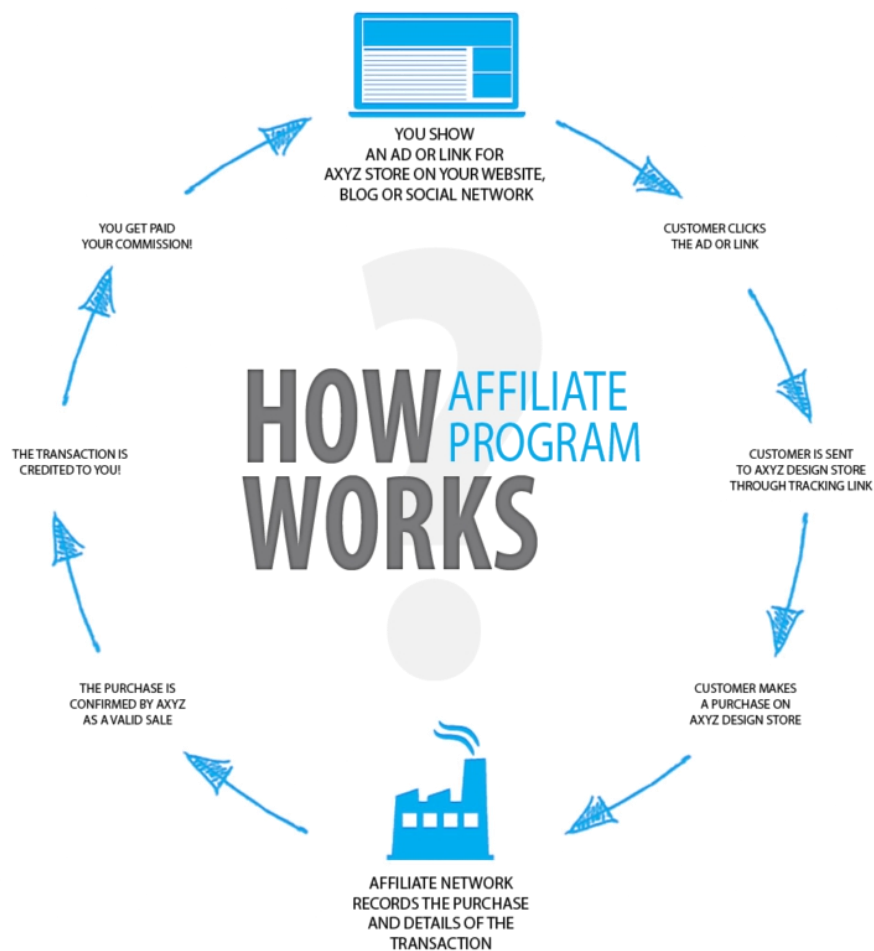 YOU SHOW
AN AD OR LINK FOR
AXYZ STORE ON YOUR WEBSITE,
BLOG OR SOCIAL NETWORK
CUSTOMER CLICKS
THE AD OR LINK
CUSTOMER IS SENT
TO AXYZ DESIGN STORE
THROUGH TRACKING LINK
CUSTOMER MAKES
A PURCHASE ON
AXYZ DESIGN STORE
AFFILIATE NETWORK
RECORDS THE PURCHASE
AND DETAILS OF THE
TRANSACTION
THE PURCHASE IS
CONFIRMED BY AXYZ
AS A VALID SALE
THE TRANSACTION IS
CREDITED TO YOU!
YOU GET PAID
YOUR COMMISSION!
HOW AFFILIATE
PROGRAM
WORKS
?